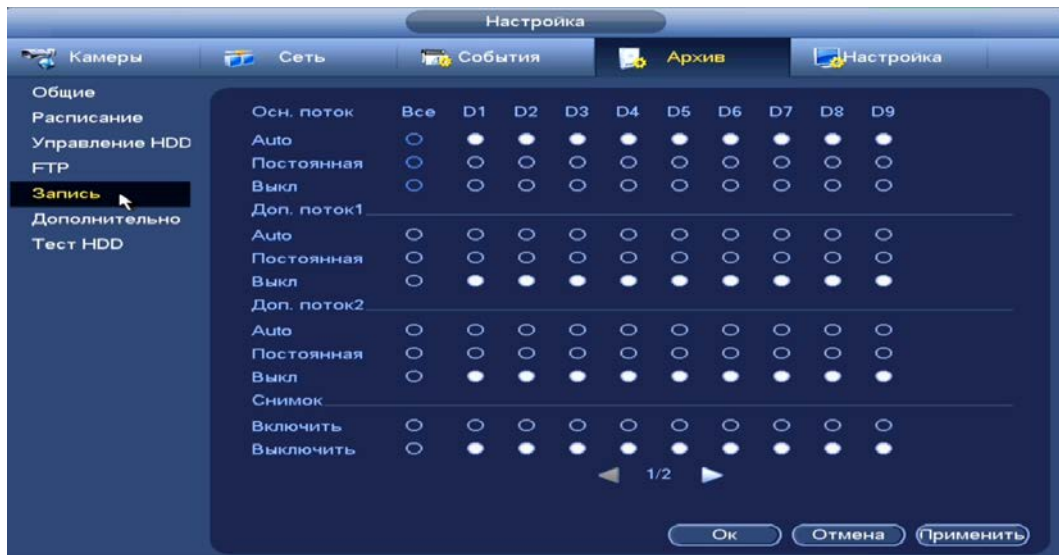 Настройка
Камеры Сеть События Архив Настройка
Общие
Расписание
Управление HDD
FTP
Запись
Дополнительно
Тест HDD
Осн. поток Все D1 D2 D3 D4 D5 D6 D7 D8 D9
Auto
Постоянная
Выкл
Доп. поток1
Auto
Постоянная
Выкл
Доп. поток2
Auto
Постоянная
Выкл
Снимок
Включить
Выключить
1/2
Ок Отмена Применить